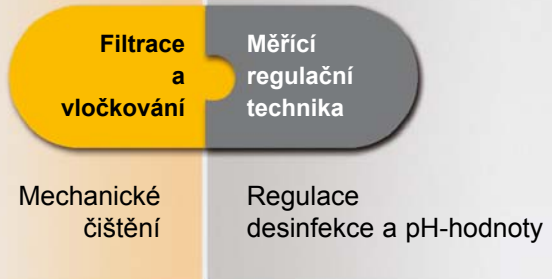 Filtrace
a
vločkování
Měřící
regulační
technika
Mechanické
čištění
Regulace
desinfekce a pH-hodnoty